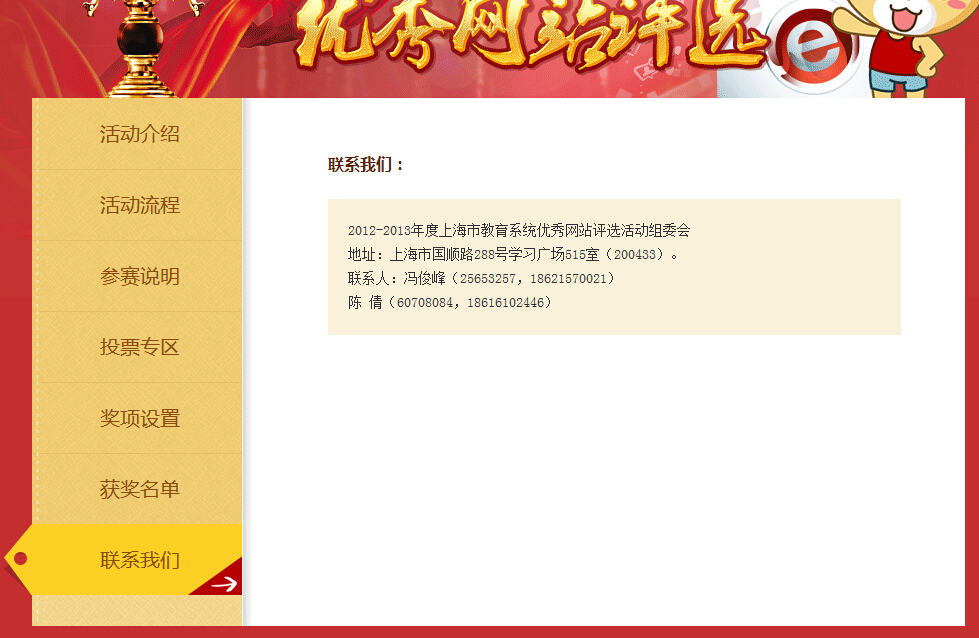 优秀网站评选
e
活动介绍
活动流程
参赛说明
投票专区
奖项设置
获奖名单
联系我们
联系我们：
2012-2013年度上海市教育系统优秀网站评选活动组委会
地址：上海市国顺路288号学习广场515室（200433）。
联系人：冯俊峰（25653257，18621570021）
陈 倩（60708084，18616102446）